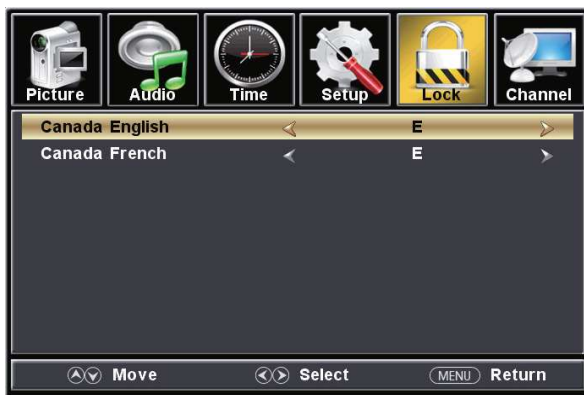 Picture Audio Time Setup Lock Channel
Canada English E
Canada French E
Move Select MENU Return